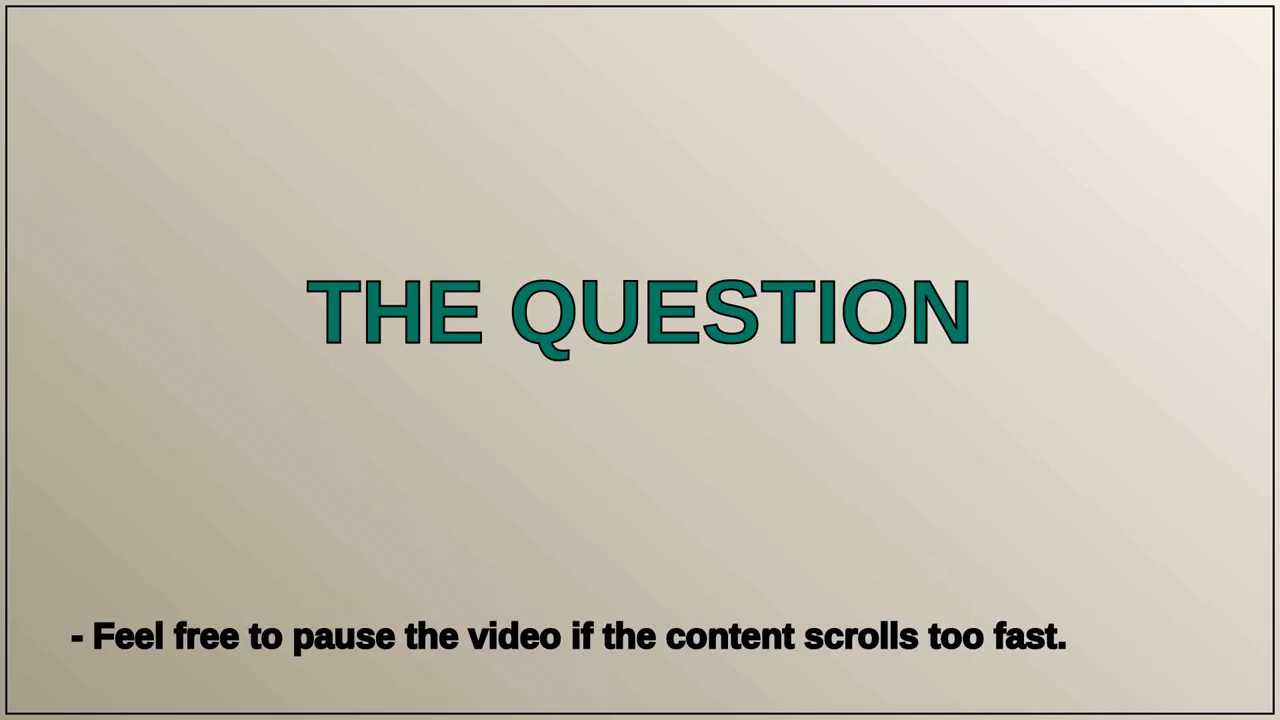 THE QUESTION
- Feel free to pause the video if the content scrolls too fast.